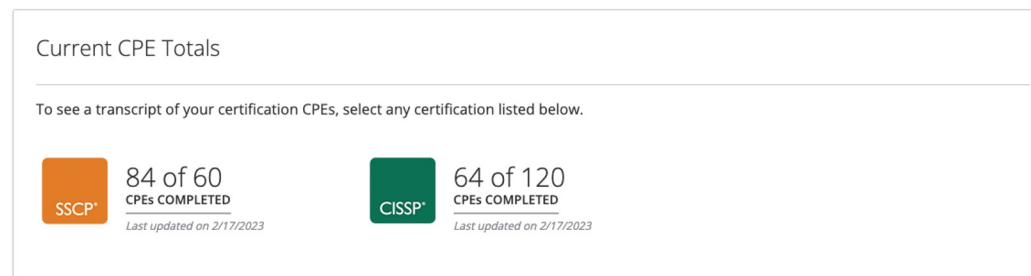 Current CPE Totals
To see a transcript of your certification CPEs, select any certification listed below.
SSCP®
84 of 60
CPEs COMPLETED
Last updated on 2/17/2023
CISSP®
64 of 120
CPEs COMPLETED
Last updated on 2/17/2023